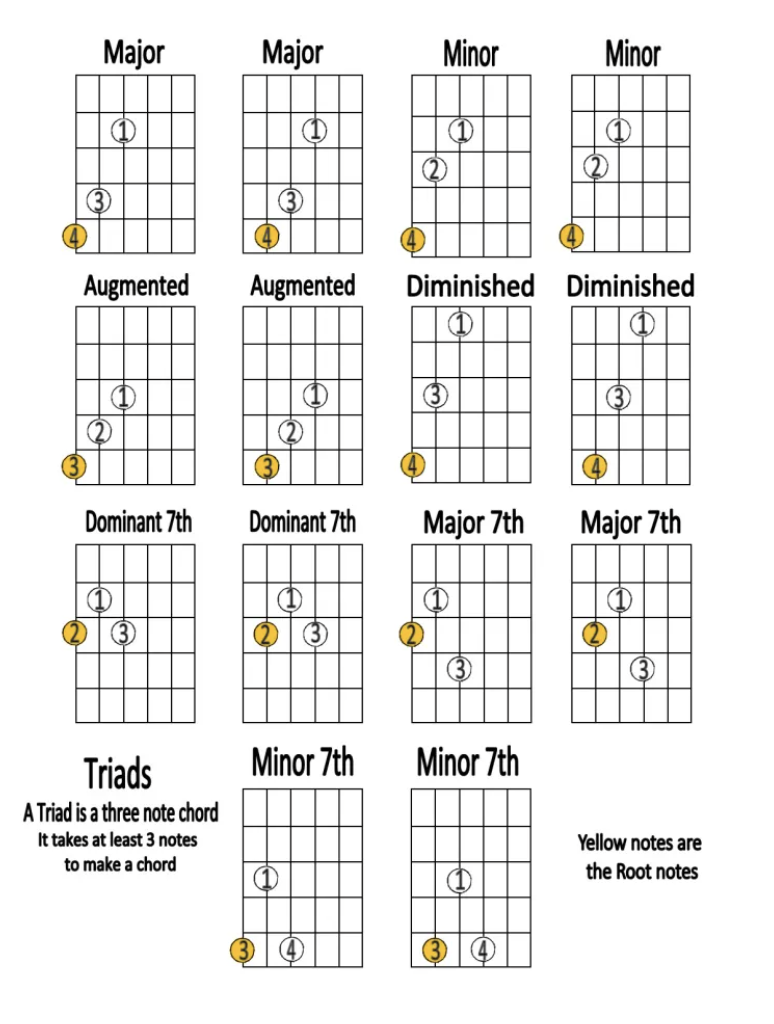 Major Major Minor Minor
1 1 1 1
2 2
3 3
4 4 4 4
Augmented Augmented Diminished Diminished
1 1
1 1 3 3
2 2
3 3 4 4
Dominant 7th Dominant 7th Major 7th Major 7th
1 1 1 1
2 3 2 3 2 2
3 3
Triads
A Triad is a three note chord
It takes at least 3 notes
to make a chord
Minor 7th Minor 7th
1 1
3 4 3 4
Yellow notes are
the Root notes